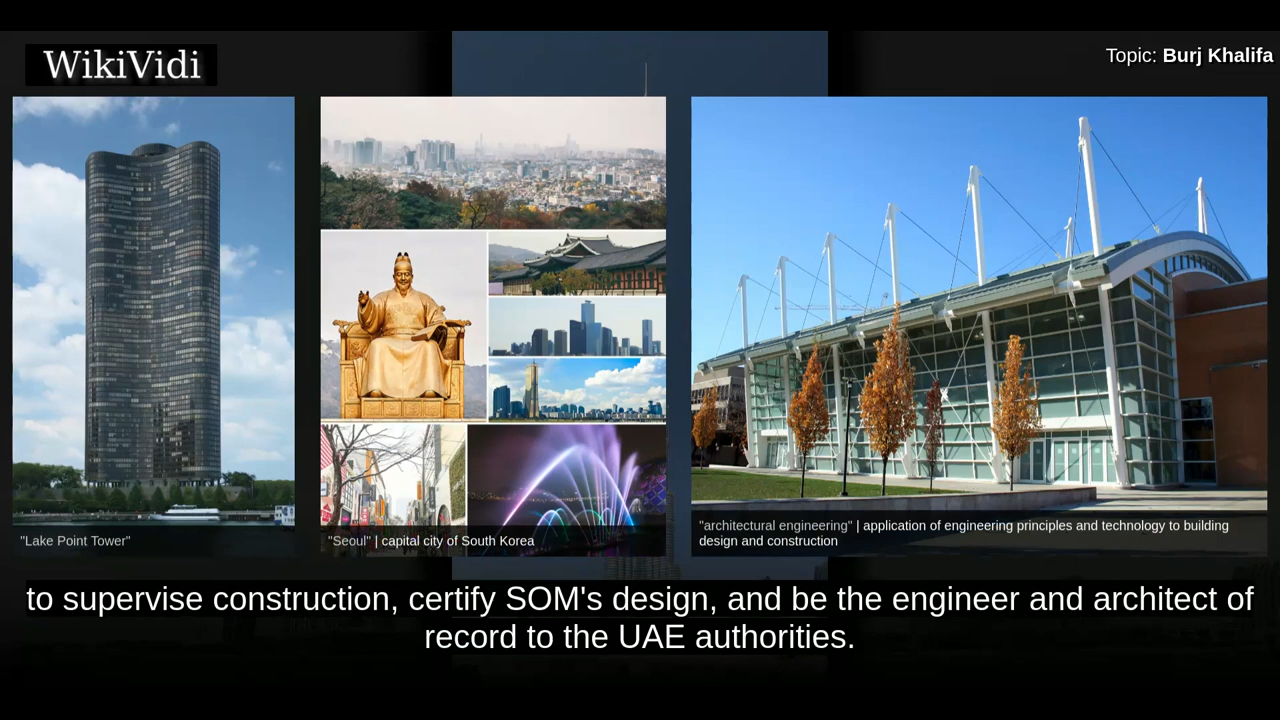 WikiVidi
Topic: Burj Khalifa
"Lake Point Tower"
"Seoul" | capital city of South Korea
"architectural engineering" | application of engineering principles and technology to building
design and construction
to supervise construction, certify SOM's design, and be the engineer and architect of
record to the UAE authorities.